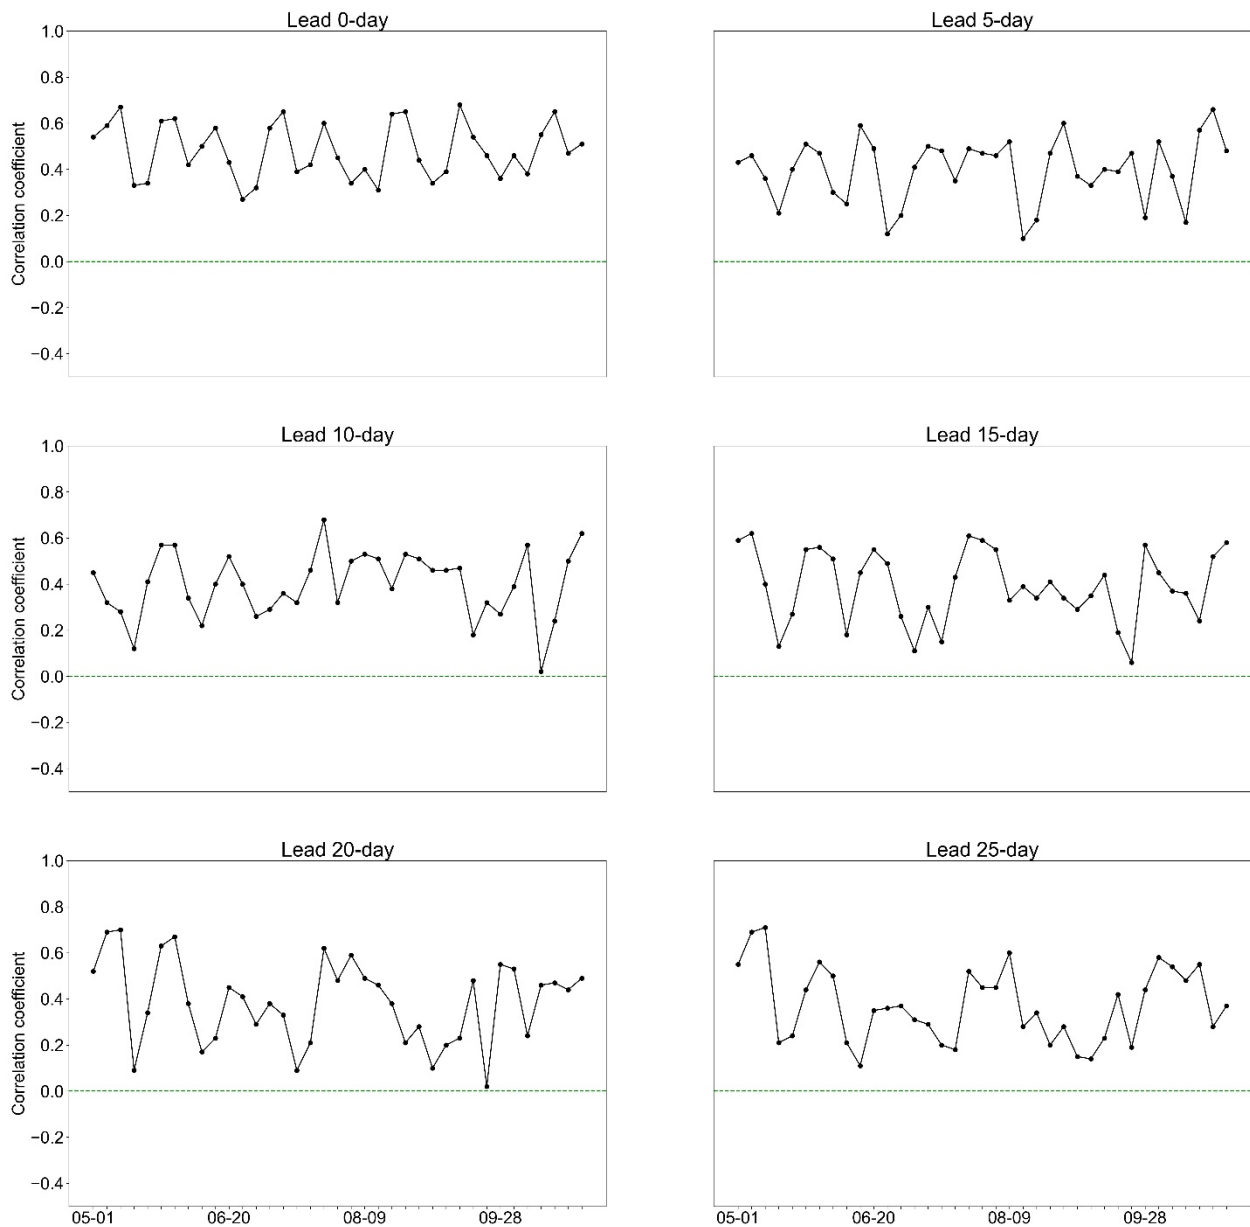 Lead 0-day
Lead 5-day
1.0
0.8
0.6
0.4
0.2
0.0
−0.2
−0.4
Correlation coefficient
Lead 10-day
Lead 15-day
1.0
0.8
0.6
0.4
0.2
0.0
−0.2
−0.4
Correlation coefficient
Lead 20-day
Lead 25-day
1.0
0.8
0.6
0.4
0.2
0.0
−0.2
−0.4
Correlation coefficient
05-01 06-20 08-09 09-28
05-01 06-20 08-09 09-28